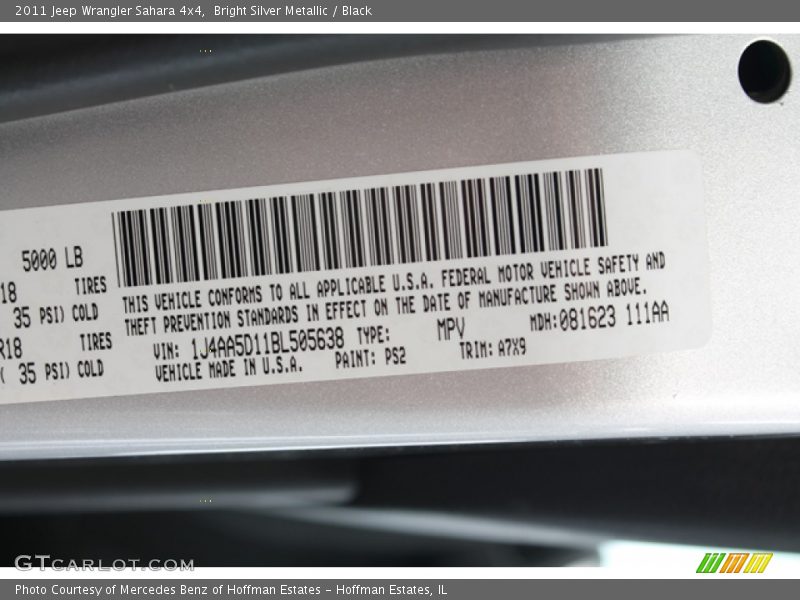 2011 Jeep Wrangler Sahara 4x4, Bright Silver Metallic / Black
5000 LB
18 TIRES
35 PSI) COLD
R18 TIRES
( 35 PSI) COLD
THIS VEHICLE CONFORMS TO ALL APPLICABLE U.S.A. FEDERAL MOTOR VEHICLE SAFETY AND
THEFT PREVENTION STANDARDS IN EFFECT ON THE DATE OF MANUFACTURE SHOWN ABOVE.
VIN: 1J4AA5D11BL505638 TYPE: MPV MDH:081623 111AA
VEHICLE MADE IN U.S.A. PAINT: PS2 TRIM: A7X9
GTcarlot.com
Photo Courtesy of Mercedes Benz of Hoffman Estates - Hoffman Estates, IL